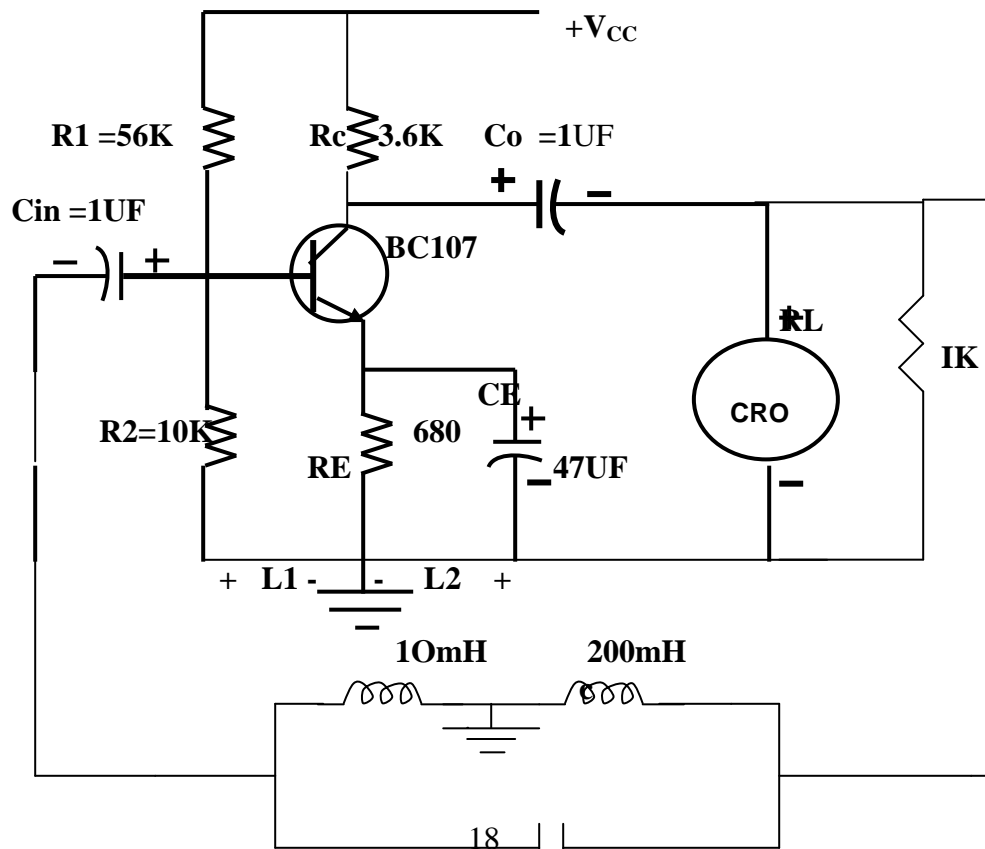 +VCC
R1 =56K
Rc 3.6K
Co =1UF
+ −
Cin =1UF
− +
BC107
+
RL
IK
CRO
−
CE
+
R2=10K
680
RE
47UF
−
+ L1 - - L2 +
1OmH
200mH
c
18